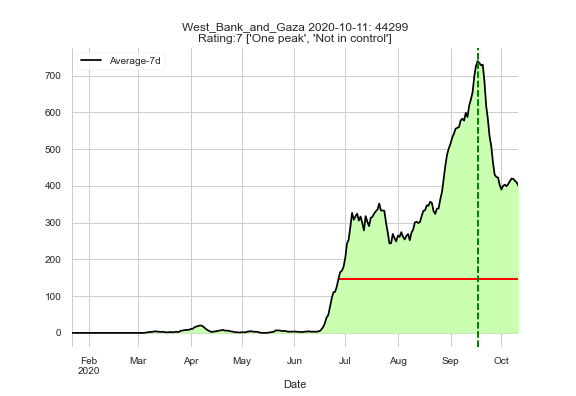 West_Bank_and_Gaza 2020-10-11: 44299
Rating:7 ['One peak', 'Not in control']
Average-7d
700
600
500
400
300
200
100
0
Feb Mar Apr May Jun Jul Aug Sep Oct
2020
Date